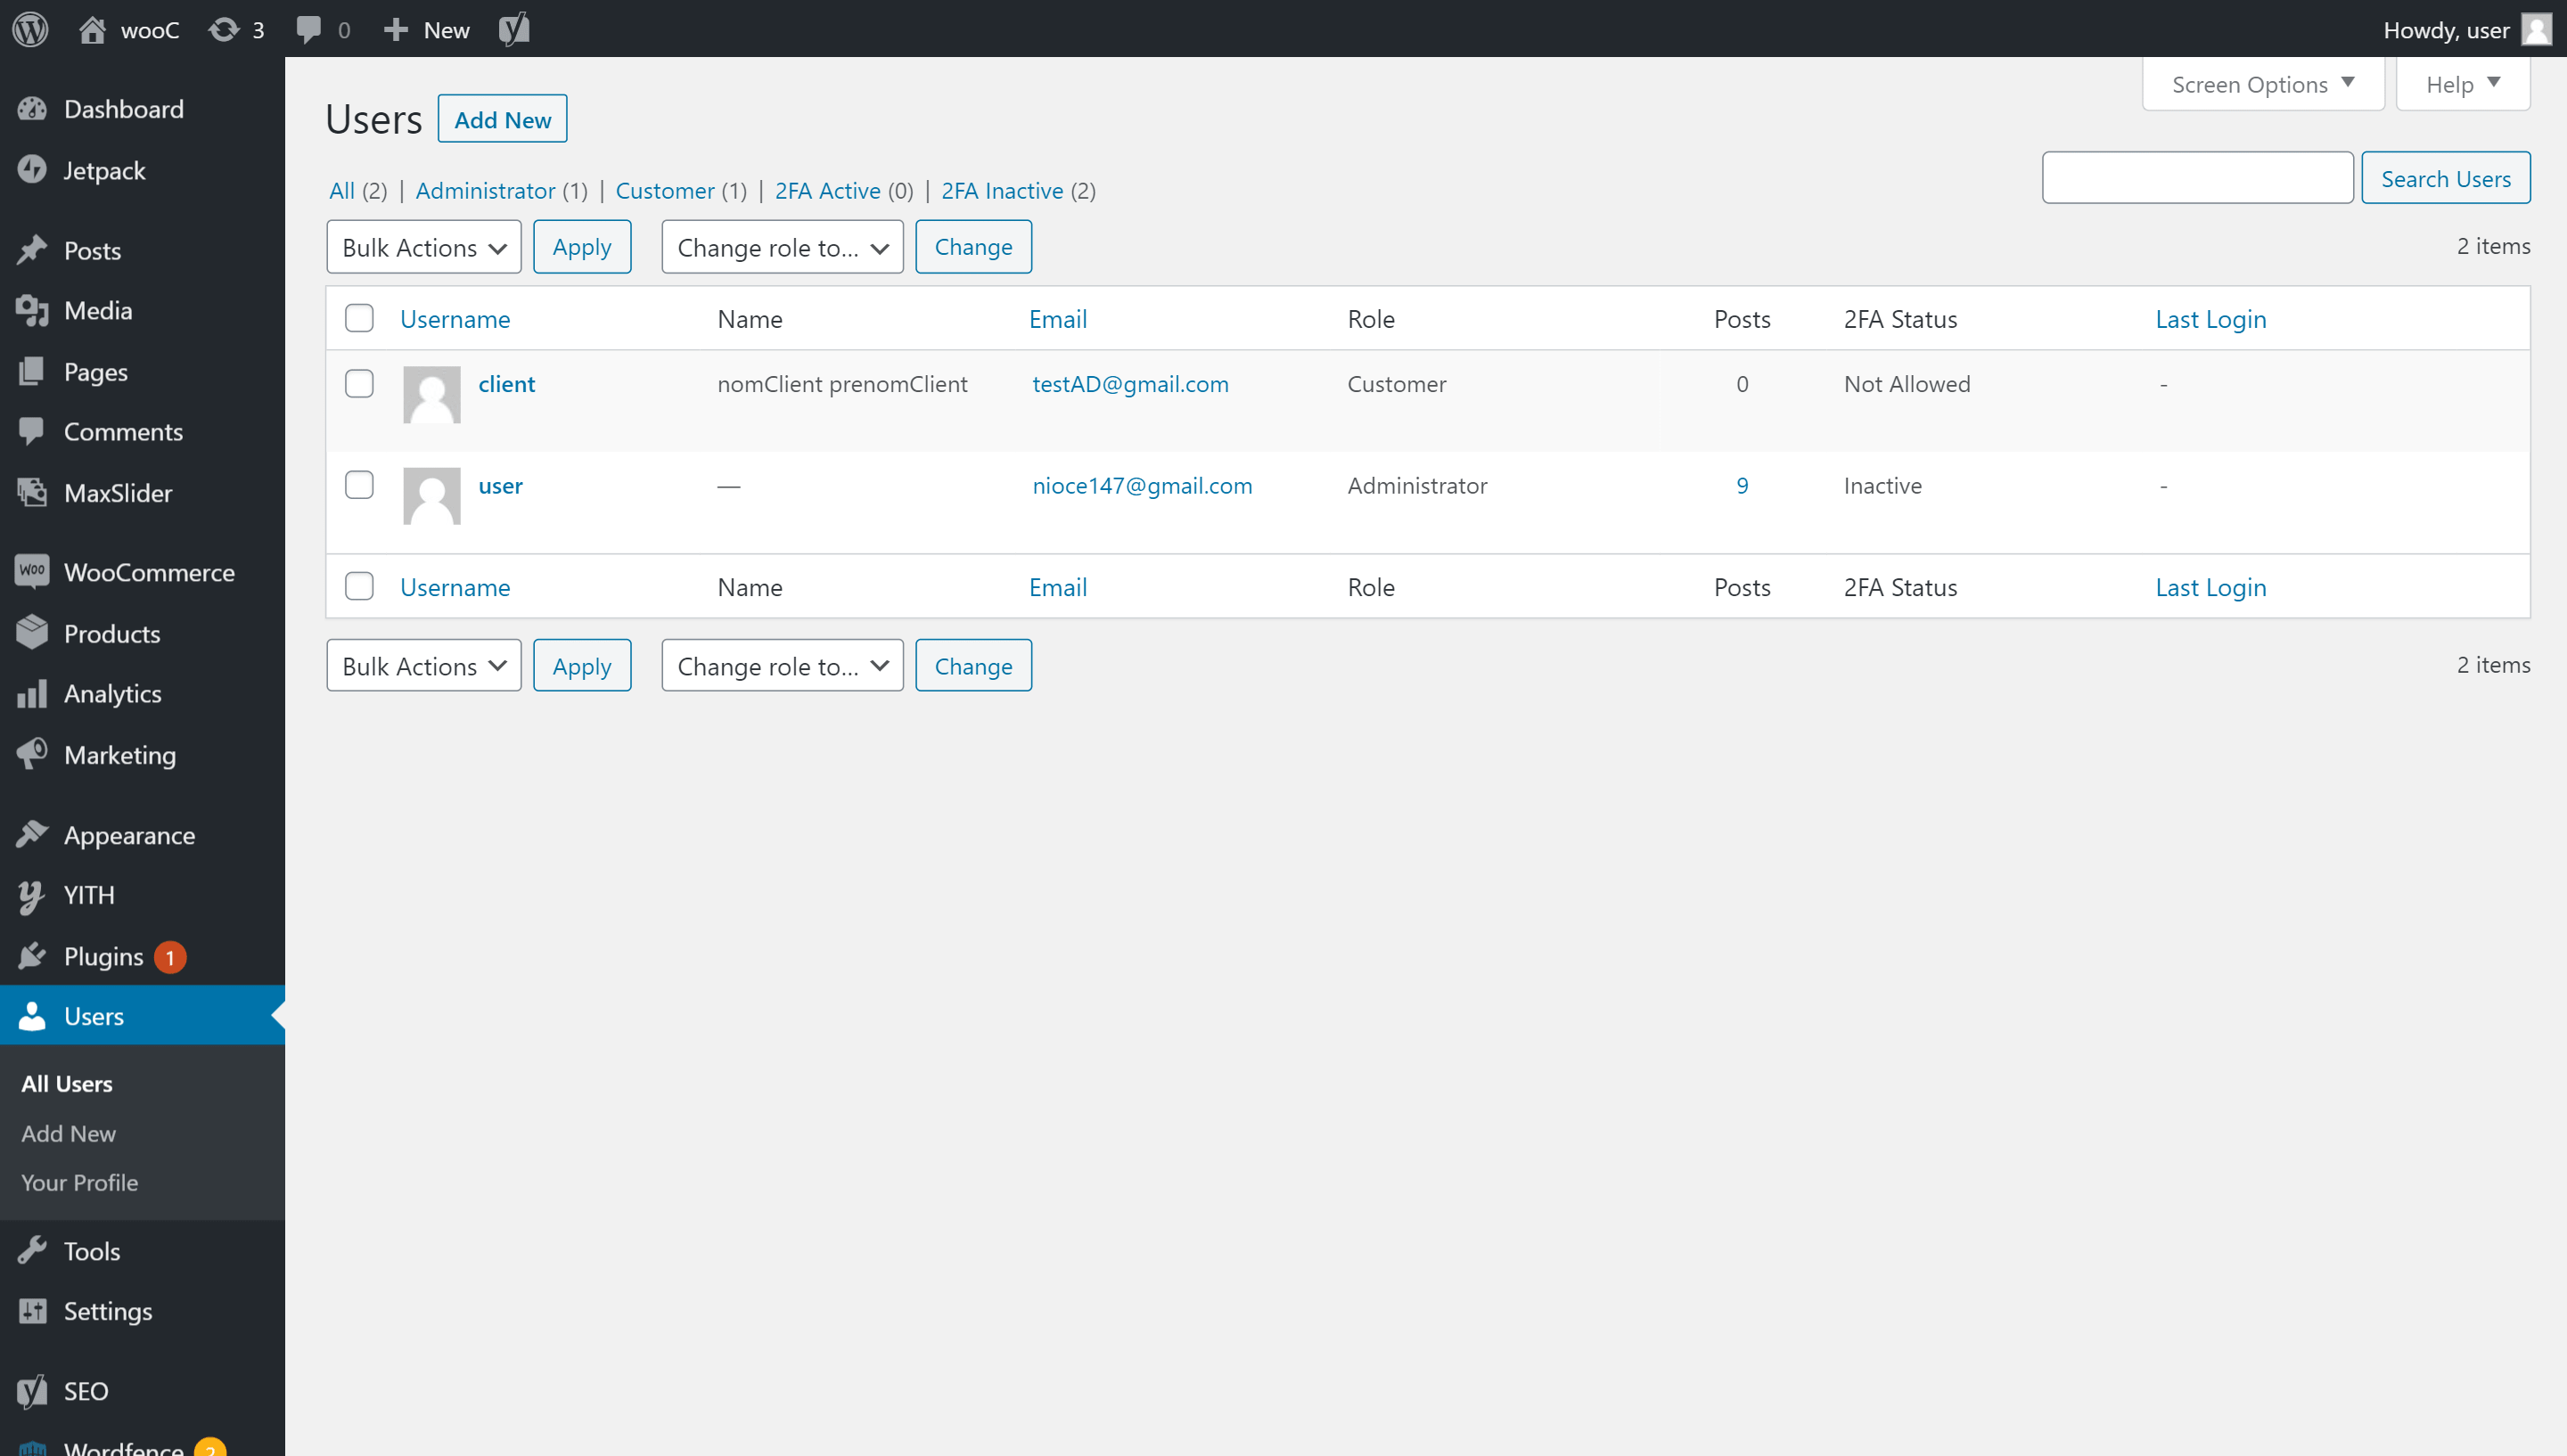 wooC 3 0 New Howdy, user
Screen Options Help
Dashboard
Jetpack
Posts
Media
Pages
Comments
MaxSlider
WOO WooCommerce
Products
Analytics
Marketing
Appearance
YITH
Plugins 1
Users
All Users
Add New
Your Profile
Tools
Settings
SEO
Wordfence 2
Users Add New
All (2) | Administrator (1) | Customer (1) | 2FA Active (0) | 2FA Inactive (2)
Search Users
Bulk Actions Apply Change role to... Change 2 items
Username Name Email Role Posts 2FA Status Last Login
client nomClient prenomClient testAD@gmail.com Customer 0 Not Allowed -
user — nioce147@gmail.com Administrator 9 Inactive -
Username Name Email Role Posts 2FA Status Last Login
Bulk Actions Apply Change role to... Change 2 items